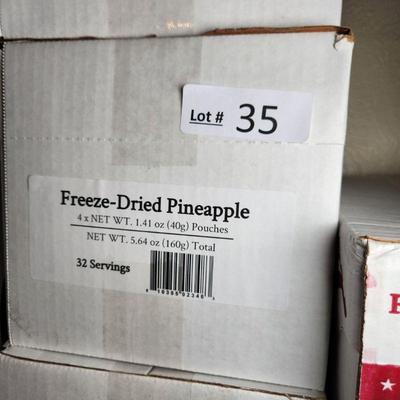 Lot # 35
Freeze-Dried Pineapple
4 x NET WT. 1.41 oz (40g) Pouches
NET WT. 5.64 oz (160g) Total
32 Servings